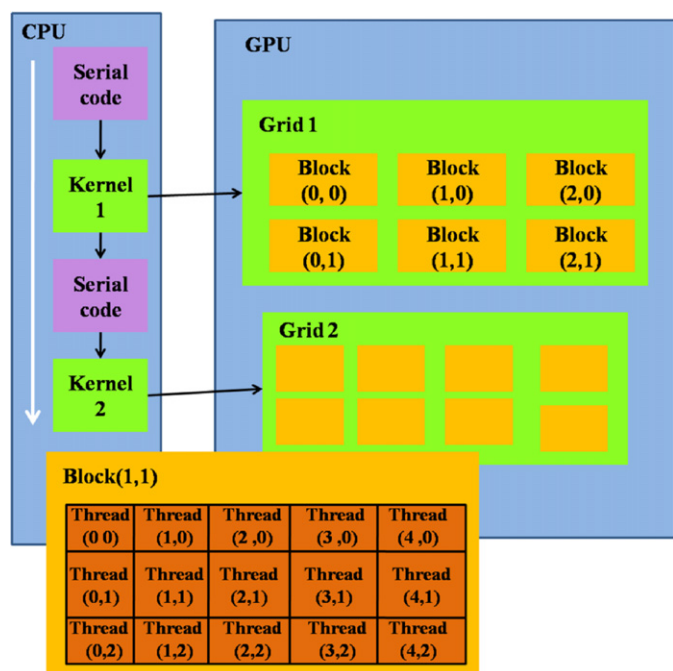 CPU
Serial
code
Kernel
1
Serial
code
Kernel
2
GPU
Grid 1
Block
(0, 0)
Block
(1,0)
Block
(2,0)
Block
(0,1)
Block
(1,1)
Block
(2,1)
Grid 2
Block(1,1)
Thread
(0 0)
Thread
(1,0)
Thread
(2 ,0)
Thread
(3 ,0)
Thread
(4 ,0)
Thread
(0,1)
Thread
(1,1)
Thread
(2,1)
Thread
(3,1)
Thread
(4,1)
Thread
(0,2)
Thread
(1,2)
Thread
(2,2)
Thread
(3,2)
Thread
(4,2)